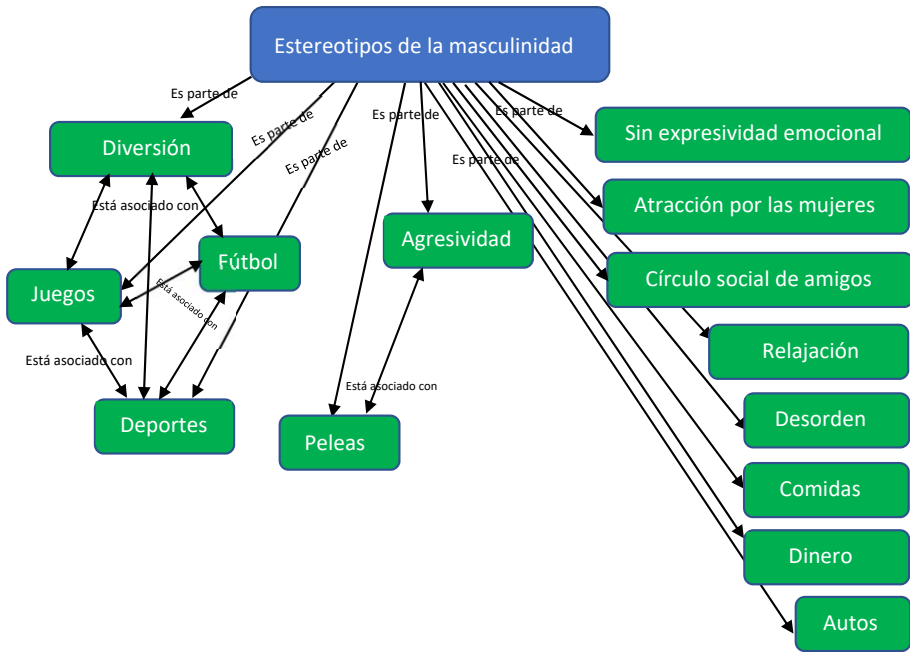 Estereotipos de la masculinidad
Es parte de
Es parte de
Es parte de
Es parte de
Es parte de
Es parte de
Diversión
Sin expresividad emocional
Está asociado con
Atracción por las mujeres
Agresividad
Fútbol
Círculo social de amigos
Juegos
Está asociado con
Relajación
Está asociado con
Está asociado con
Desorden
Deportes
Peleas
Comidas
Dinero
Autos